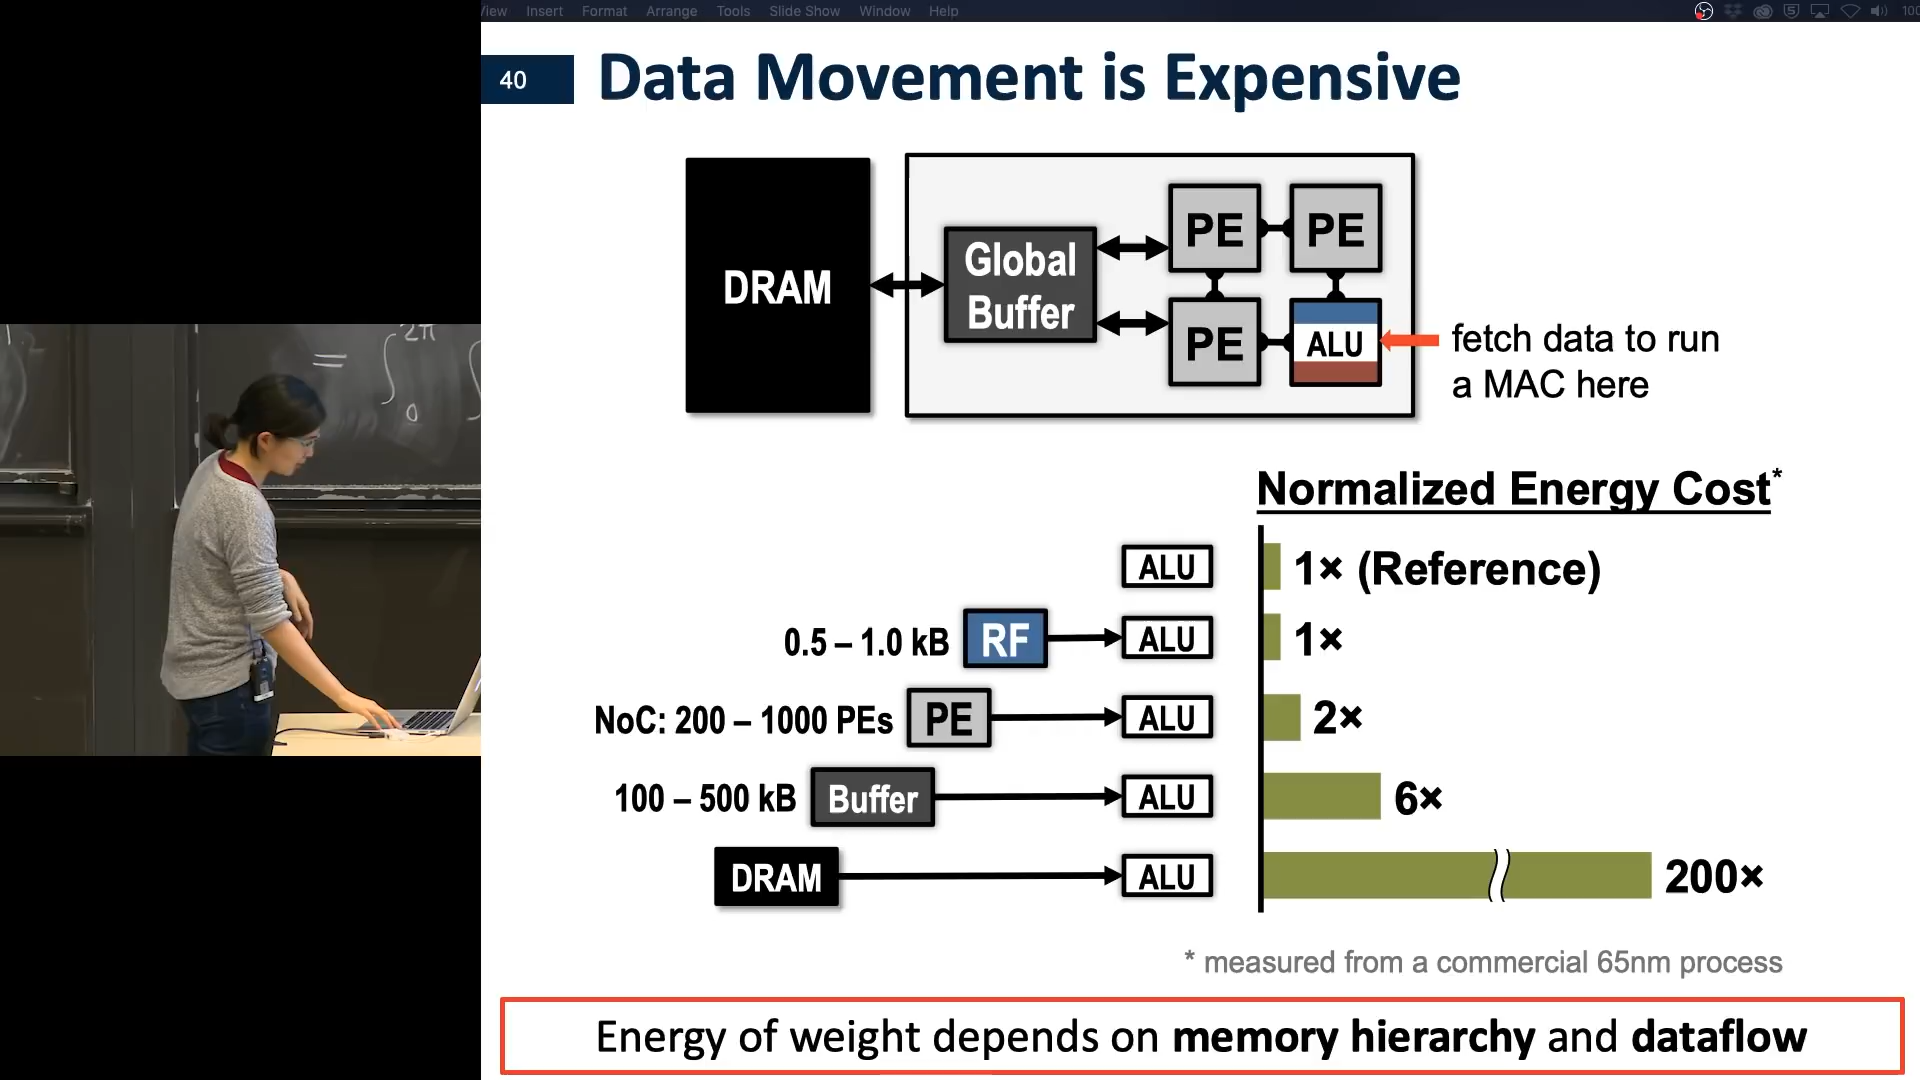 View Insert Format Arrange Tools Slide Show Window Help
40
Data Movement is Expensive
DRAM
Global
Buffer
PE
PE
PE
ALU
fetch data to run
a MAC here
= ∫ 2π 0
Normalized Energy Cost*
ALU 1× (Reference)
0.5 – 1.0 kB RF ALU 1×
NoC: 200 – 1000 PEs PE ALU 2×
100 – 500 kB Buffer ALU 6×
DRAM ALU 200×
* measured from a commercial 65nm process
Energy of weight depends on memory hierarchy and dataflow